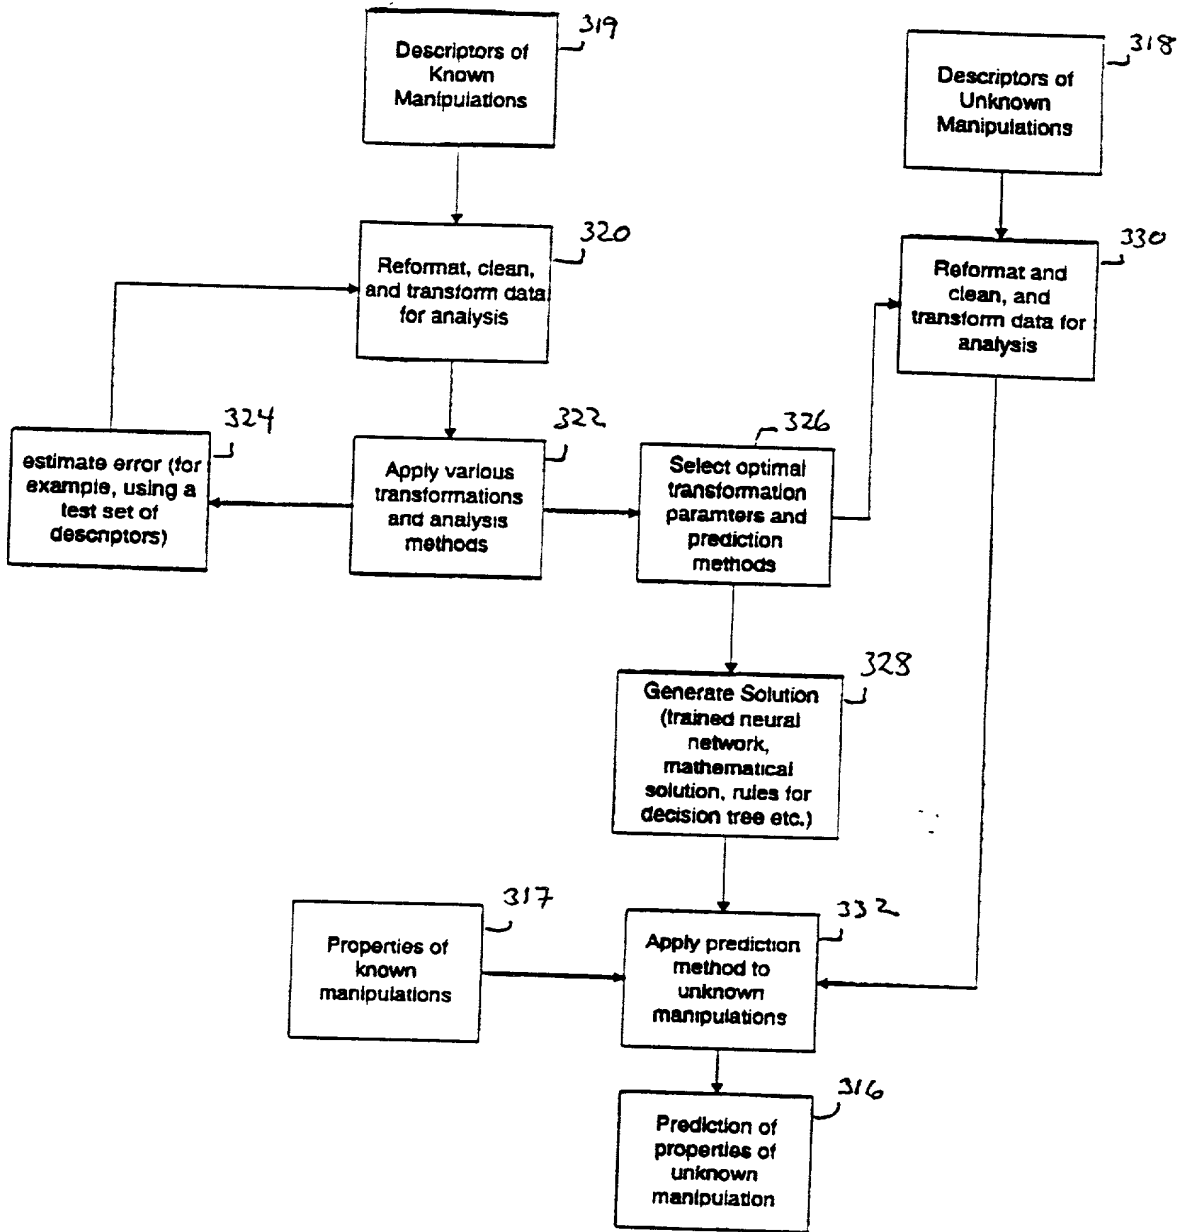 319
Descriptors of
Known
Manipulations
318
Descriptors of
Unknown
Manipulations
320
Reformat, clean,
and transform data
for analysis
330
Reformat and
clean, and
transform data for
analysis
324
estimate error (for
example, using a
test set of
descriptors)
322
Apply various
transformations
and analysis
methods
326
Select optimal
transformation
paramters and
prediction
methods
328
Generate Solution
(trained neural
network,
mathematical
solution, rules for
decision tree etc.)
317
Properties of
known
manipulations
332
Apply prediction
method to
unknown
manipulations
316
Prediction of
properties of
unknown
manipulation